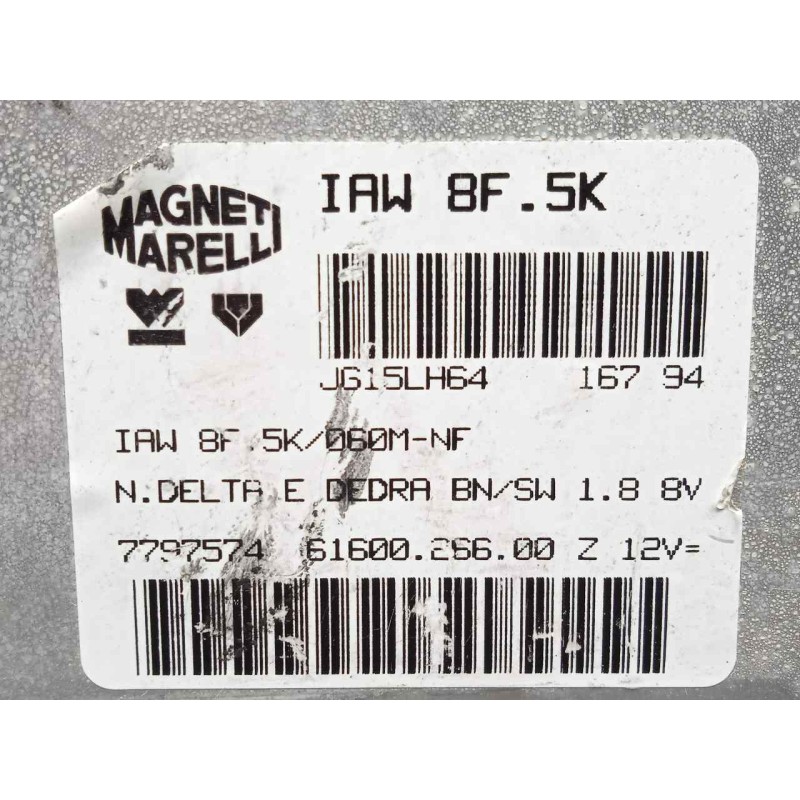 MAGNETI
MARELLI
IAW 8F.5K
JG15LH64 167 94
IAW 8F.5K/060M-NF
N.DELTA E DEDRA BN/SW 1.8 8V
7797574 61600.266.00 Z 12V=